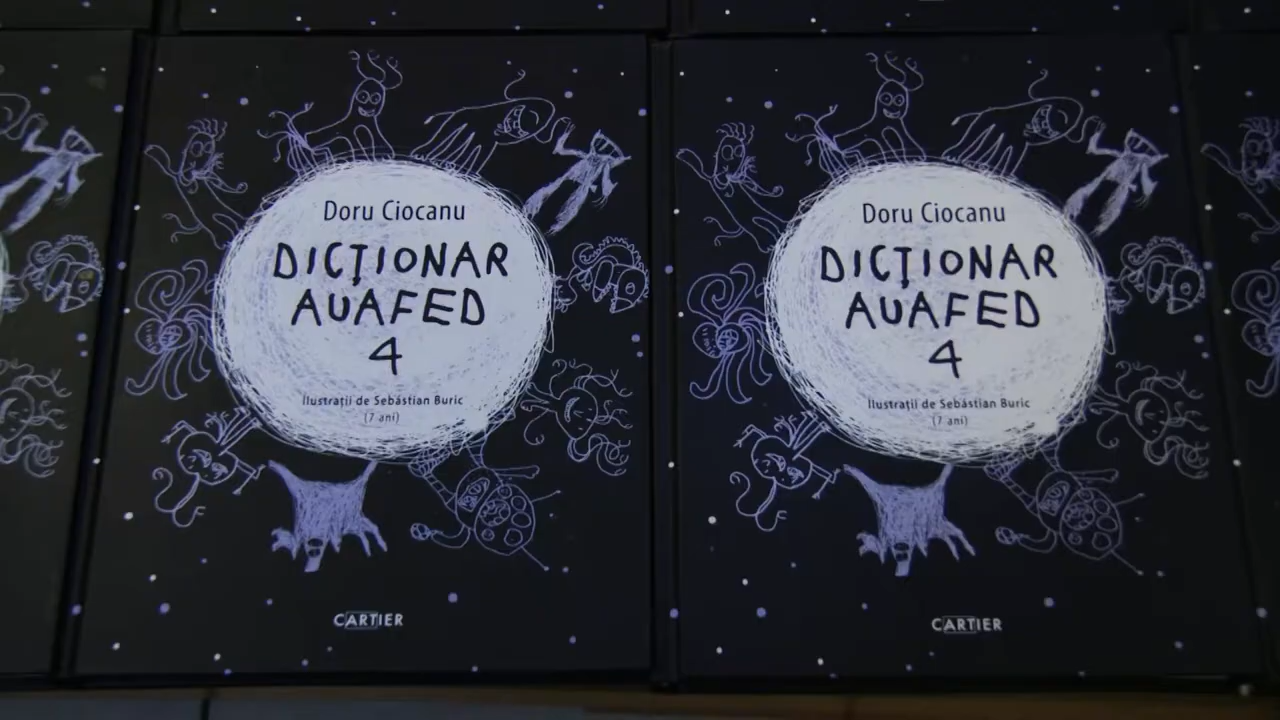 Doru Ciocanu
DICȚIONAR
AUAFED
4
Ilustrații de Sebastian Buric
(7 ani)
CARTIER
Doru Ciocanu
DICȚIONAR
AUAFED
4
Ilustrații de Sebastian Buric
(7 ani)
CARTIER